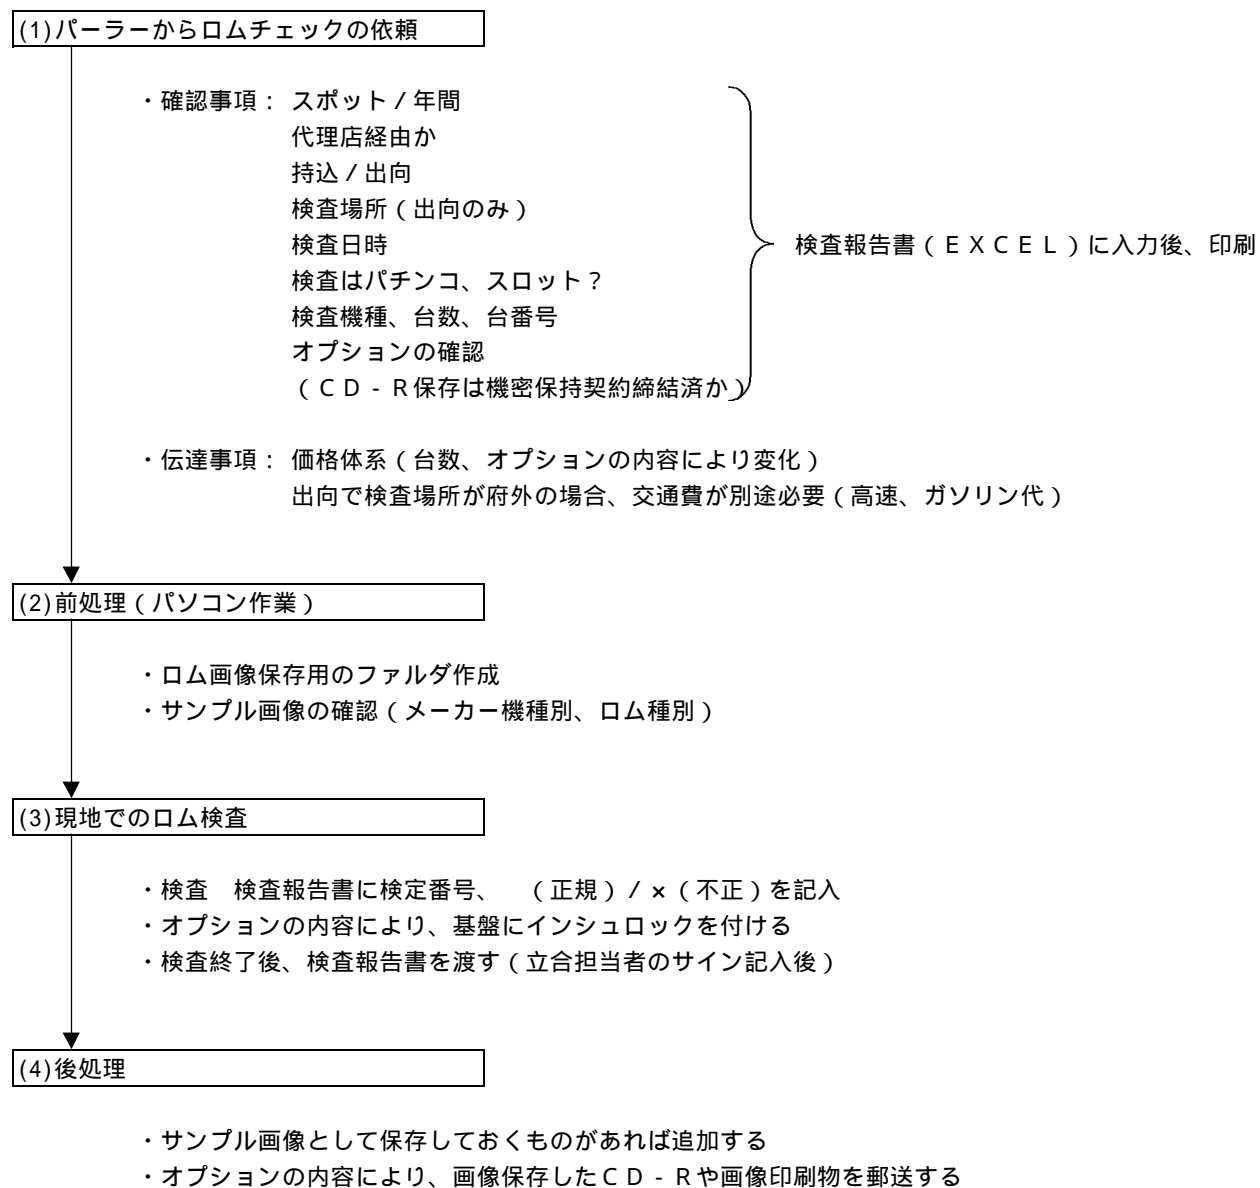 (1)パーラーからロムチェックの依頼
・確認事項： スポット／年間
代理店経由か
持込／出向
検査場所（出向のみ）
検査日時
検査はパチンコ、スロット？
検査機種、台数、台番号
オプションの確認
（ＣＤ－Ｒ保存は機密保持契約締結済か）
検査報告書（ＥＸＣＥＬ）に入力後、印刷
・伝達事項： 価格体系（台数、オプションの内容により変化）
出向で検査場所が府外の場合、交通費が別途必要（高速、ガソリン代）
(2)前処理（パソコン作業）
・ロム画像保存用のファルダ作成
・サンプル画像の確認（メーカー機種別、ロム種別）
(3)現地でのロム検査
・検査　検査報告書に検定番号、　（正規）／×（不正）を記入
・オプションの内容により、基盤にインシュロックを付ける
・検査終了後、検査報告書を渡す（立合担当者のサイン記入後）
(4)後処理
・サンプル画像として保存しておくものがあれば追加する
・オプションの内容により、画像保存したＣＤ－Ｒや画像印刷物を郵送する